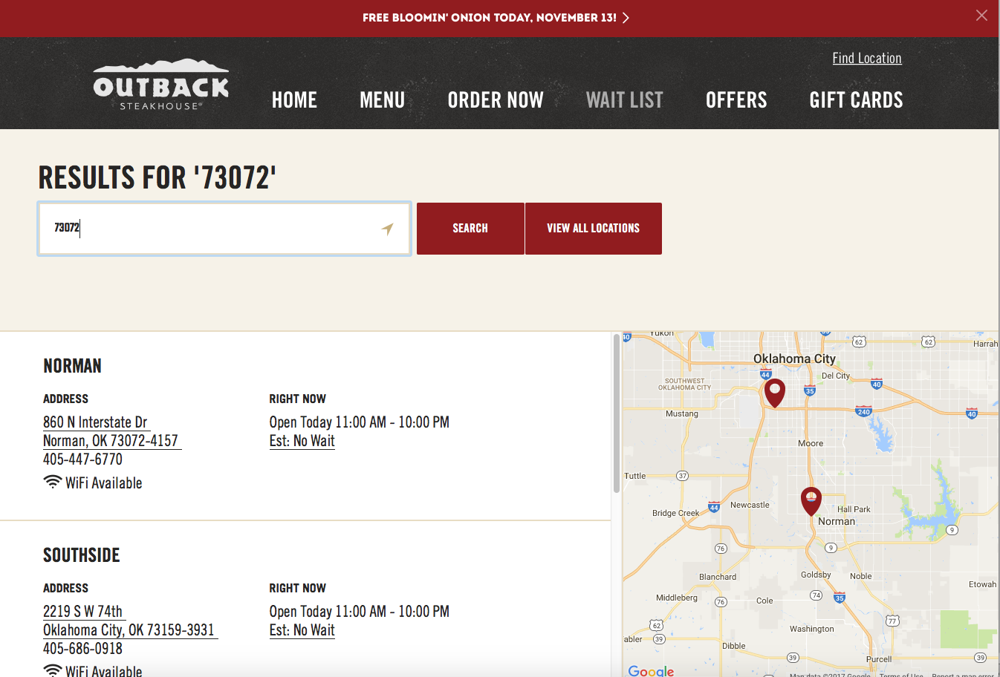 FREE BLOOMIN' ONION TODAY, NOVEMBER 13!
Find Location
OUTBACK
STEAKHOUSE®
HOME MENU ORDER NOW WAIT LIST OFFERS GIFT CARDS
RESULTS FOR '73072'
73072
SEARCH
VIEW ALL LOCATIONS
NORMAN
ADDRESS
860 N Interstate Dr
Norman, OK 73072-4157
405-447-6770
WiFi Available
RIGHT NOW
Open Today 11:00 AM - 10:00 PM
Est: No Wait
SOUTHSIDE
ADDRESS
2219 S W 74th
Oklahoma City, OK 73159-3931
405-686-0918
WiFi Available
RIGHT NOW
Open Today 11:00 AM - 10:00 PM
Est: No Wait
Yukon
40
62
62
Harrah
Oklahoma City
44
Del City
SOUTHWEST
OKLAHOMA CITY
35
40
Mustang
240
40
Moore
Tuttle
37
Newcastle
44
Bridge Creek
Hall Park
Norman
9
76
9
Blanchard
Goldsby
Noble
Etowah
Middleberg
76
Cole
74
35
62
Washington
77
abler
39
Dibble
39
Purcell
39
Google
Map data ©2017 Google
Terms of Use
Report a map error